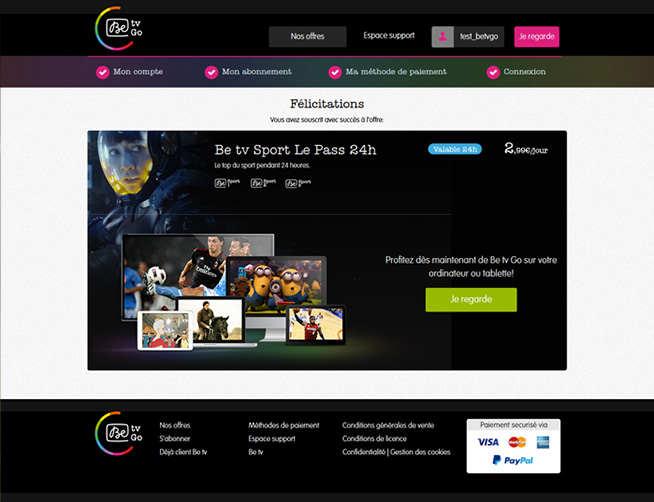 Be tv Go
Nos offres
Espace support
test_betvgo
Je regarde
Mon compte
Mon abonnement
Ma méthode de paiement
Connexion
Félicitations
Vous avez souscrit avec succès à l'offre:
Be tv Sport Le Pass 24h
Valable 24h
2,99€/jour
Le top du sport pendant 24 heures.
Be Sport
Be Sport
Be Sport
Profitez dès maintenant de Be tv Go sur votre
ordinateur ou tablette!
Je regarde
Be tv Go
Nos offres
S'abonner
Déjà client Be tv
Méthodes de paiement
Espace support
Be tv
Conditions générales de vente
Conditions de licence
Confidentialité | Gestion des cookies
Paiement securisé via
VISA
MasterCard
PayPal